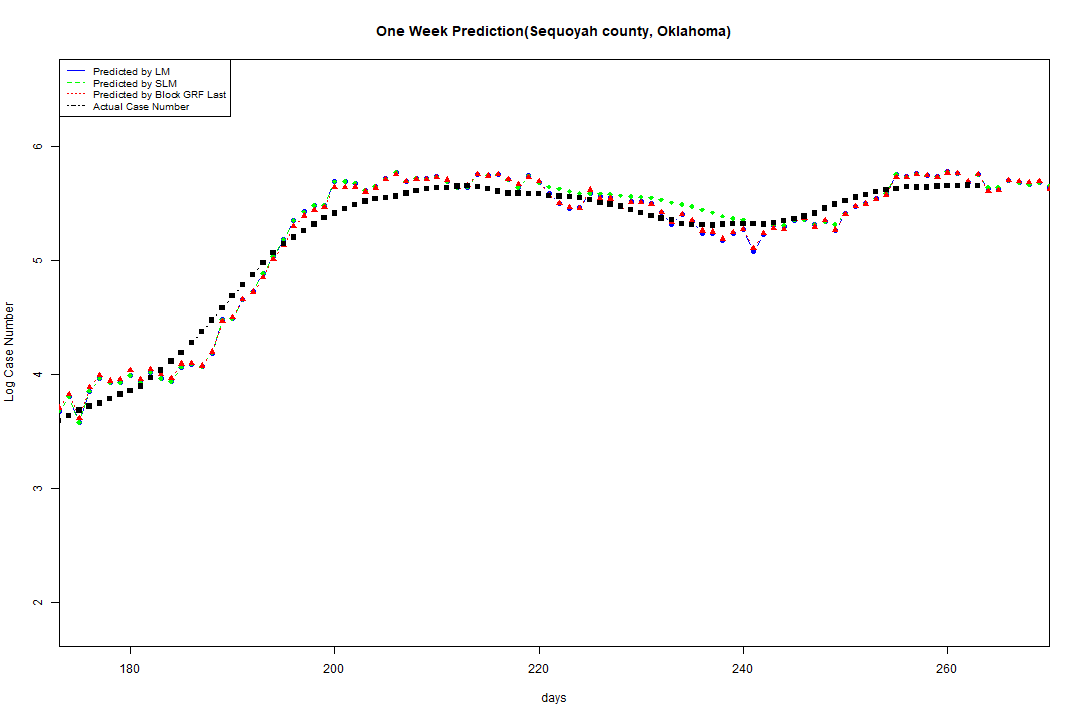 One Week Prediction(Sequoyah county, Oklahoma)
Predicted by LM
Predicted by SLM
Predicted by Block GRF Last
Actual Case Number
6
5
4
3
2
Log Case Number
180 200 220 240 260
days